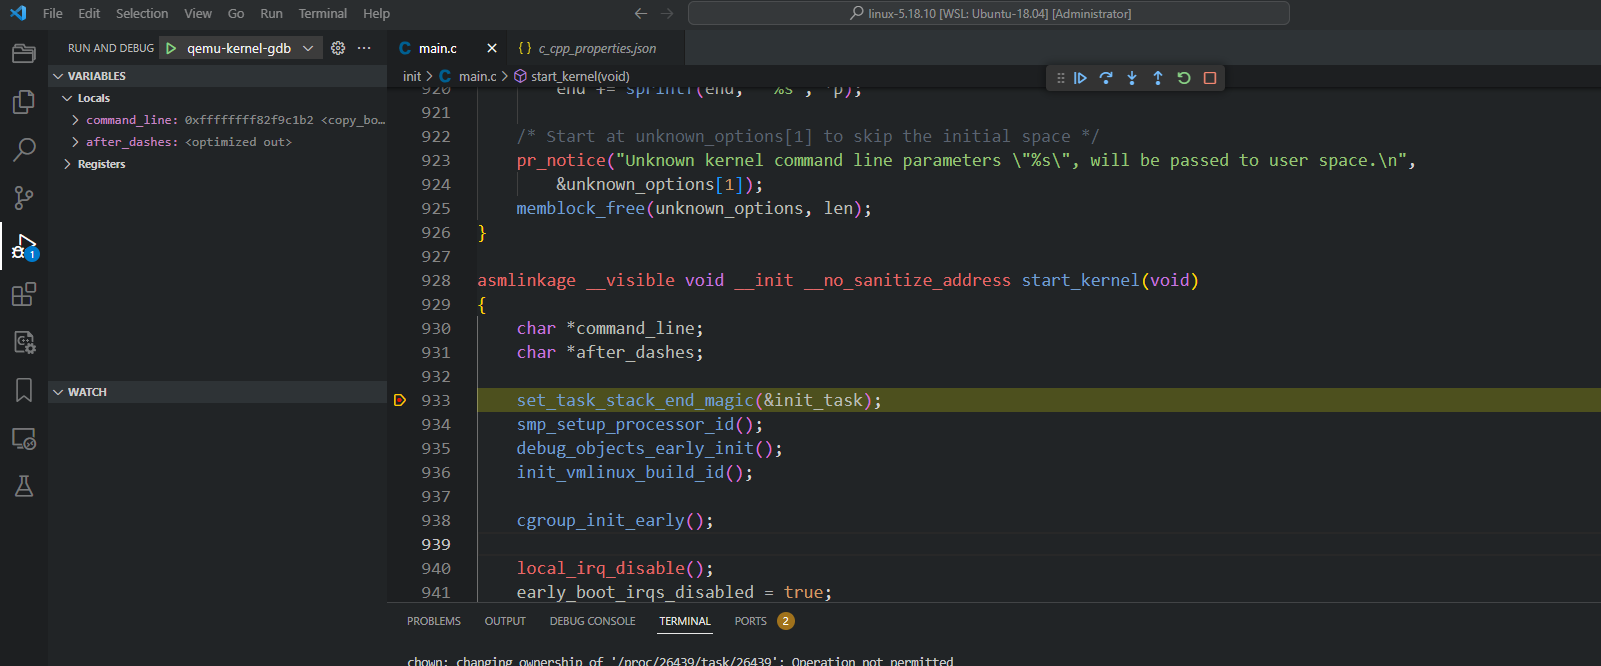 File Edit Selection View Go Run Terminal Help
linux-5.18.10 [WSL: Ubuntu-18.04] [Administrator]
RUN AND DEBUG qemu-kernel-gdb ···
C main.c × {} c_cpp_properties.json
VARIABLES
init > C main.c > start_kernel(void)
Locals
command_line: 0xffffffff82f9c1b2 <copy_bo…
after_dashes: <optimized out>
Registers
WATCH
1
920 end += sprintf(end, " %s", *p);
921
922 /* Start at unknown_options[1] to skip the initial space */
923 pr_notice("Unknown kernel command line parameters \"%s\", will be passed to user space.\n",
924 &unknown_options[1]);
925 memblock_free(unknown_options, len);
926 }
927
928 asmlinkage __visible void __init __no_sanitize_address start_kernel(void)
929 {
930 char *command_line;
931 char *after_dashes;
932
933 set_task_stack_end_magic(&init_task);
934 smp_setup_processor_id();
935 debug_objects_early_init();
936 init_vmlinux_build_id();
937
938 cgroup_init_early();
939
940 local_irq_disable();
941 early_boot_irqs_disabled = true;
PROBLEMS OUTPUT DEBUG CONSOLE TERMINAL PORTS 2
chown: changing ownership of '/proc/26439/task/26439': Operation not permitted